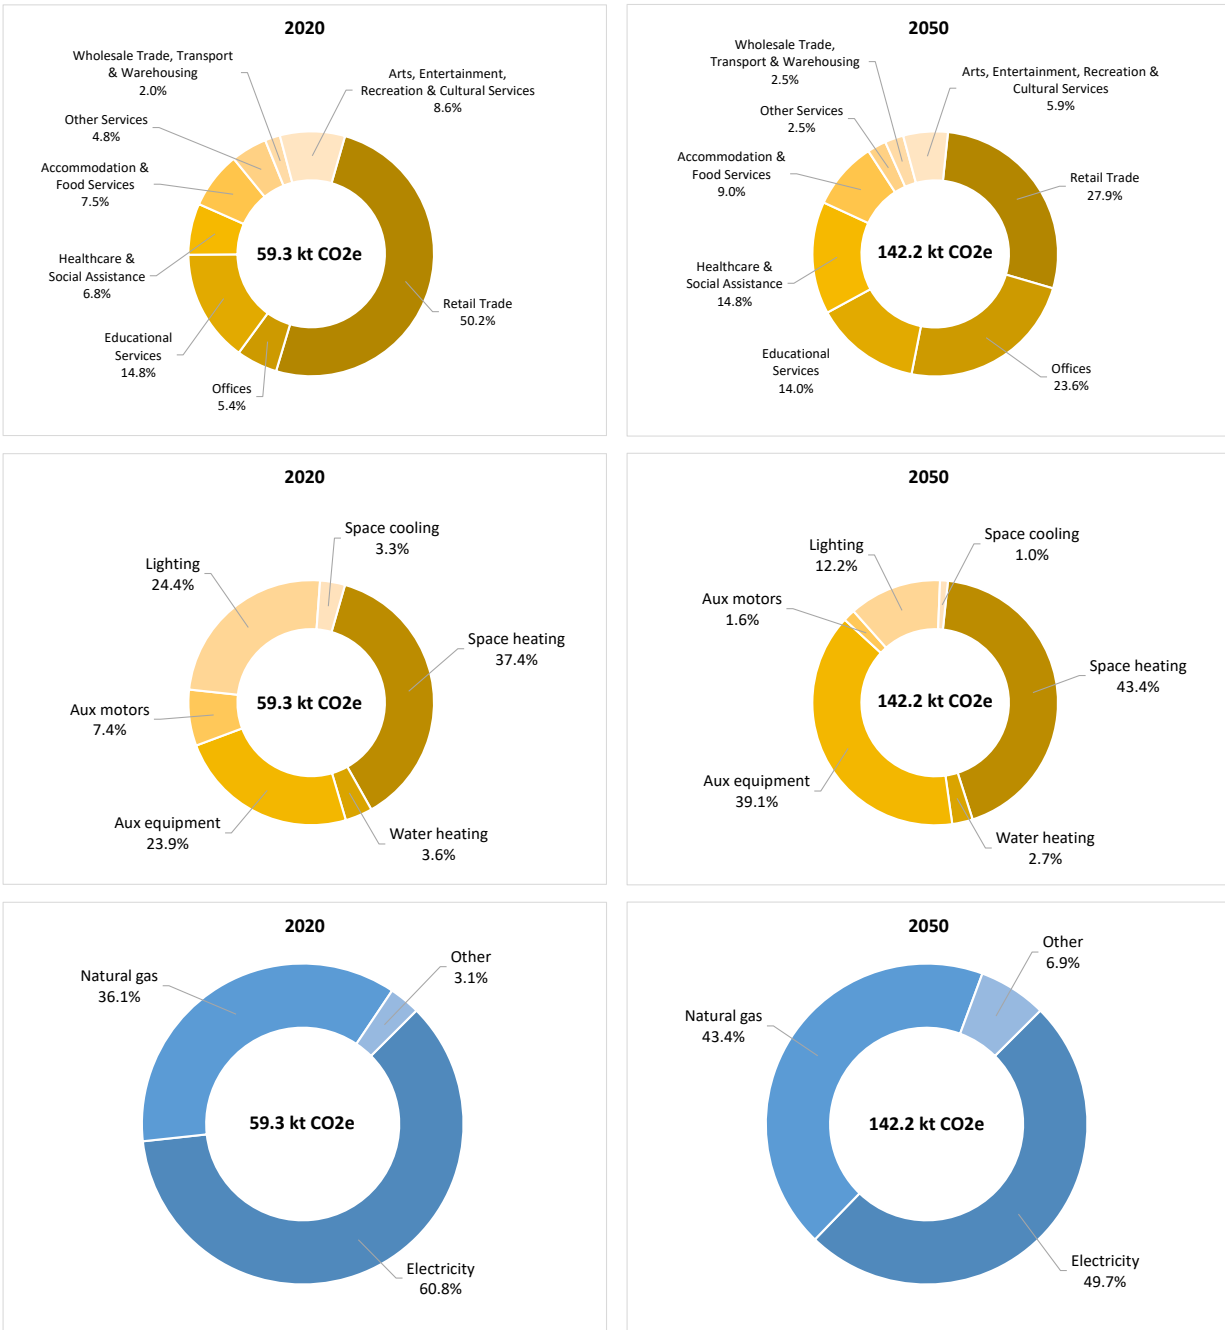 2020
Wholesale Trade, Transport
& Warehousing
2.0%
Arts, Entertainment,
Recreation & Cultural Services
8.6%
Other Services
4.8%
Accommodation &
Food Services
7.5%
59.3 kt CO2e
Healthcare &
Social Assistance
6.8%
Retail Trade
50.2%
Educational
Services
14.8%
Offices
5.4%
2050
Wholesale Trade,
Transport & Warehousing
2.5%
Arts, Entertainment, Recreation &
Cultural Services
5.9%
Other Services
2.5%
Accommodation &
Food Services
9.0%
Retail Trade
27.9%
142.2 kt CO2e
Healthcare &
Social Assistance
14.8%
Educational
Services
14.0%
Offices
23.6%
2020
Space cooling
3.3%
Lighting
24.4%
Space heating
37.4%
59.3 kt CO2e
Aux motors
7.4%
Aux equipment
23.9%
Water heating
3.6%
2050
Space cooling
1.0%
Lighting
12.2%
Aux motors
1.6%
Space heating
43.4%
142.2 kt CO2e
Aux equipment
39.1%
Water heating
2.7%
2020
Other
3.1%
Natural gas
36.1%
59.3 kt CO2e
Electricity
60.8%
2050
Other
6.9%
Natural gas
43.4%
142.2 kt CO2e
Electricity
49.7%